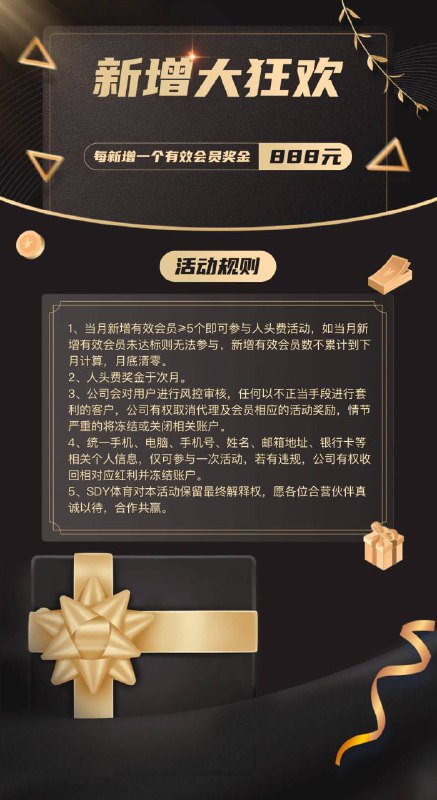 新增大狂欢
每新增一个有效会员奖金 888元
活动规则
1、当月新增有效会员≥5个即可参与人头费活动，如当月新
增有效会员未达标则无法参与，新增有效会员数不累计到下
月计算，月底清零。
2、人头费奖金于次月。
3、公司会对用户进行风控审核，任何以不正当手段进行套
利的客户，公司有权取消代理及会员相应的活动奖励，情节
严重的将冻结或关闭相关账户。
4、统一手机、电脑、手机号、姓名、邮箱地址、银行卡等
相关个人信息，仅可参与一次活动，若有违规，公司有权收
回相对应红利并冻结账户。
5、SDY体育对本活动保留最终解释权，愿各位合营伙伴真
诚以待，合作共赢。